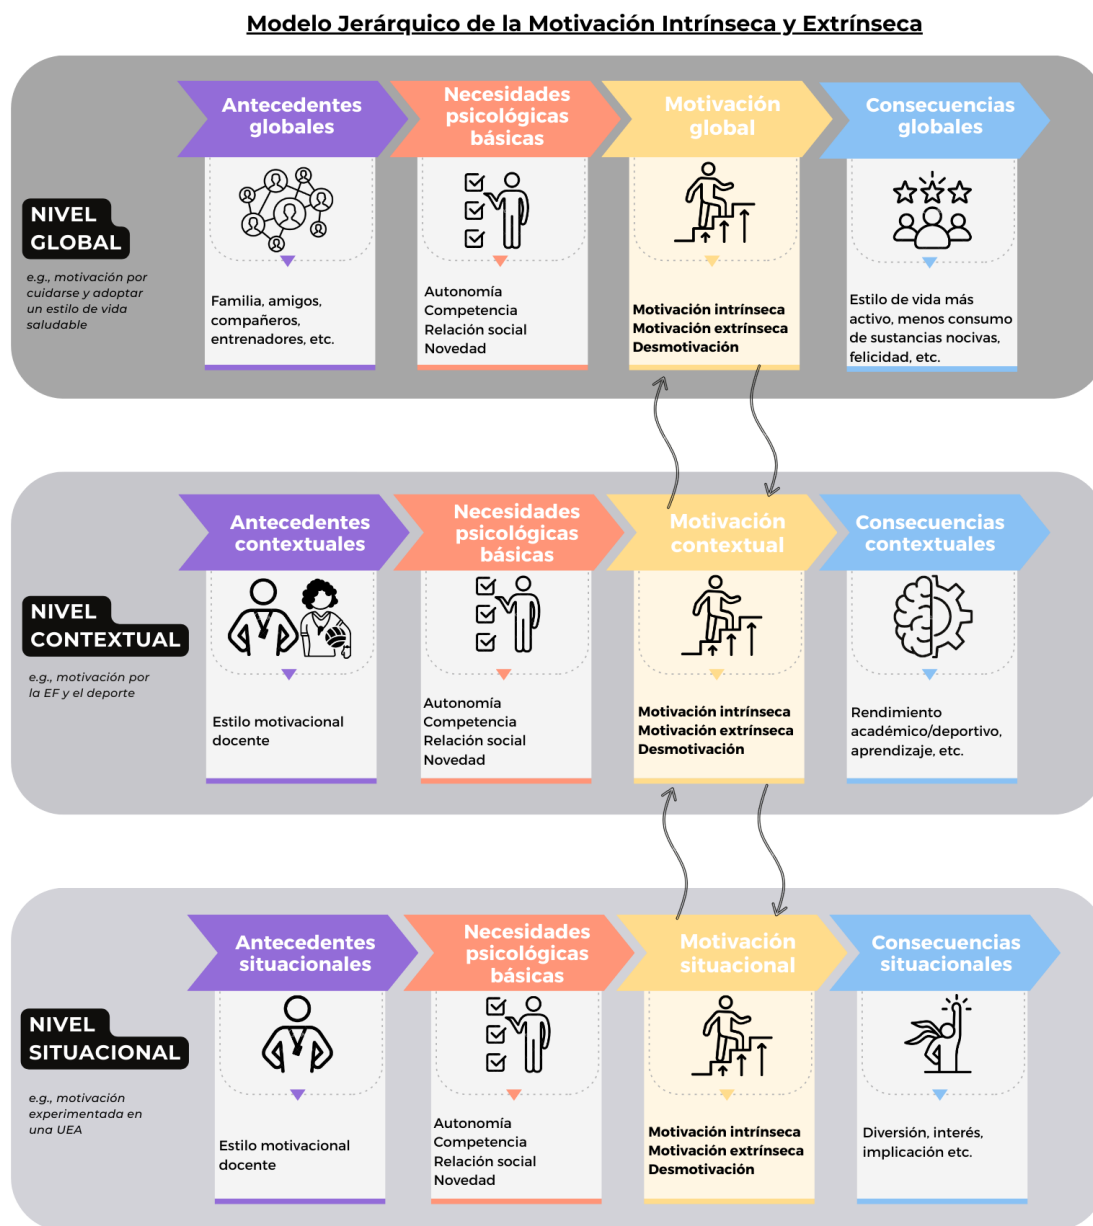 Modelo Jerárquico de la Motivación Intrínseca y Extrínseca
NIVEL
GLOBAL
e.g., motivación por
cuidarse y adoptar
un estilo de vida
saludable
Antecedentes
globales
Familia, amigos,
compañeros,
entrenadores, etc.
Necesidades
psicológicas
básicas
Autonomía
Competencia
Relación social
Novedad
Motivación
global
Motivación intrínseca
Motivación extrínseca
Desmotivación
Consecuencias
globales
Estilo de vida más
activo, menos consumo
de sustancias nocivas,
felicidad, etc.
NIVEL
CONTEXTUAL
e.g., motivación por
la EF y el deporte
Antecedentes
contextuales
Estilo motivacional
docente
Necesidades
psicológicas
básicas
Autonomía
Competencia
Relación social
Novedad
Motivación
contextual
Motivación intrínseca
Motivación extrínseca
Desmotivación
Consecuencias
contextuales
Rendimiento
académico/deportivo,
aprendizaje, etc.
NIVEL
SITUACIONAL
e.g., motivación
experimentada en
una UEA
Antecedentes
situacionales
Estilo motivacional
docente
Necesidades
psicológicas
básicas
Autonomía
Competencia
Relación social
Novedad
Motivación
situacional
Motivación intrínseca
Motivación extrínseca
Desmotivación
Consecuencias
situacionales
Diversión, interés,
implicación etc.